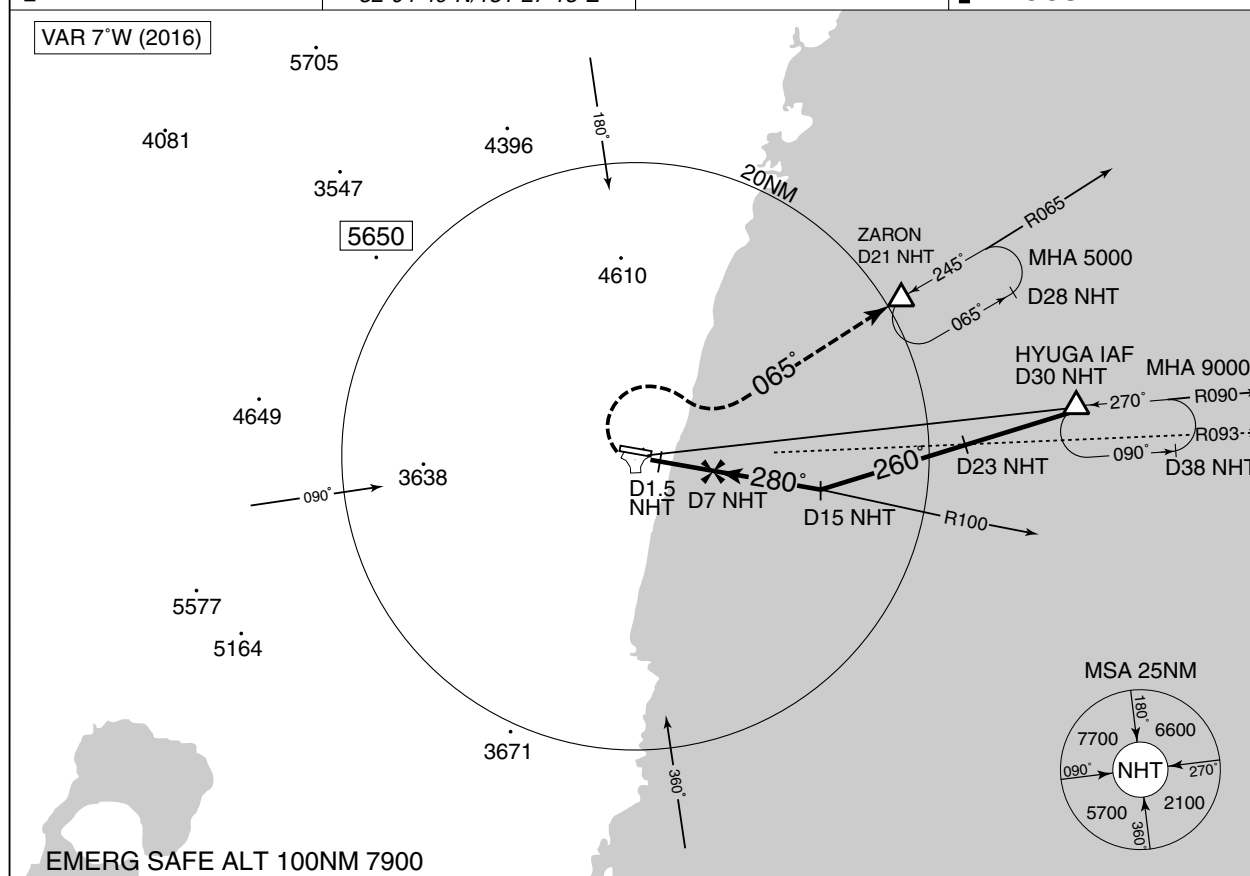 VAR 7°W (2016)
5705
4081
4396
3547
180°
20NM
5650
4610
ZARON
D21 NHT
R065
245°
MHA 5000
D28 NHT
065°
065°
HYUGA IAF
D30 NHT
MHA 9000
270°
R090
4649
R093
090°
D38 NHT
3638
090°
260°
D23 NHT
280°
D1.5
NHT
D7 NHT
D15 NHT
R100
5577
5164
3671
360°
MSA 25NM
180°
7700
6600
090°
NHT
270°
5700
2100
360°
EMERG SAFE ALT 100NM 7900